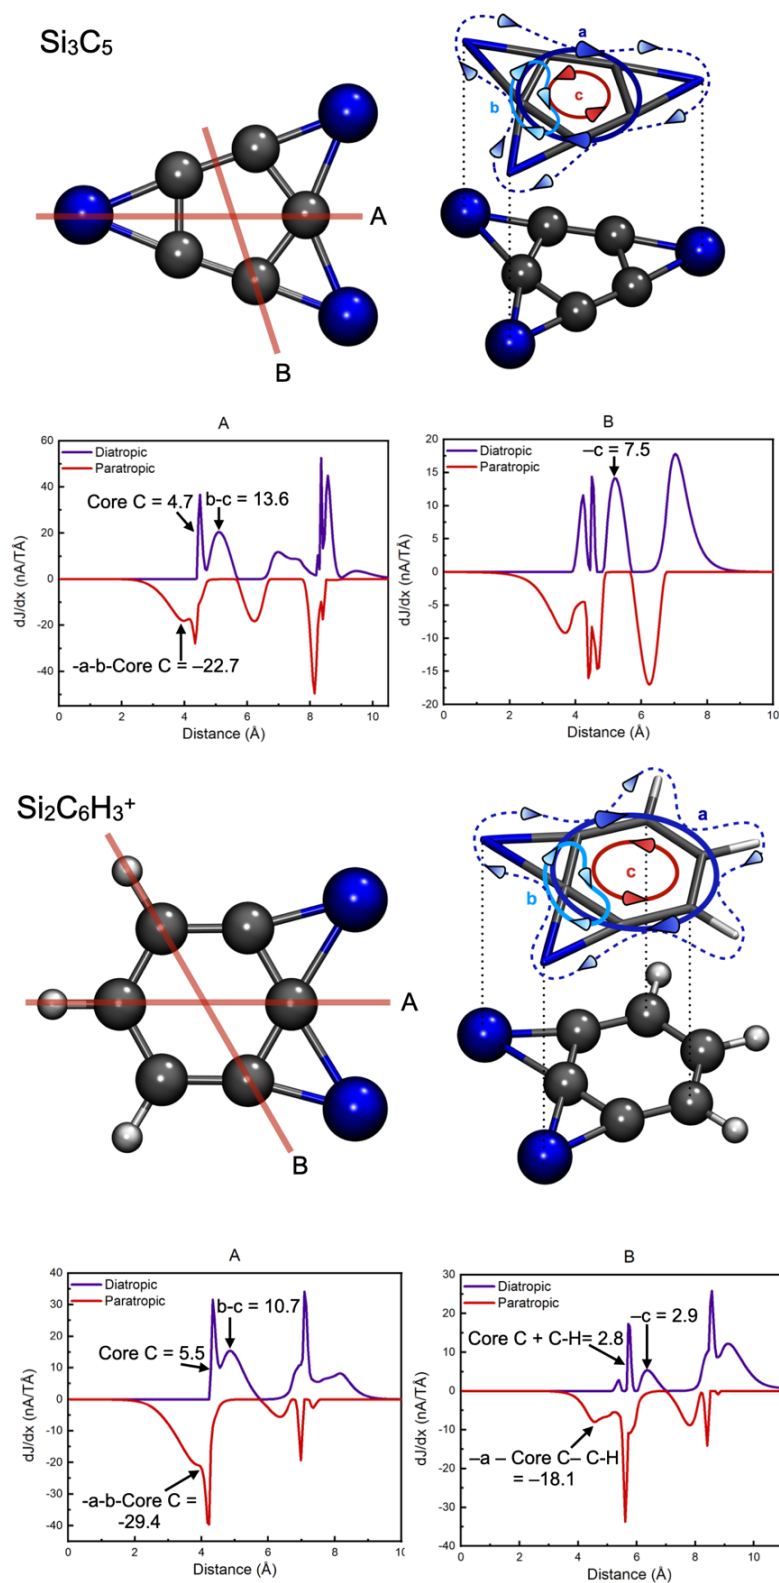 Si₃C₅
a
b
c
A
B
A
B
Diatropic
Paratropic
Core C = 4.7
b-c = 13.6
-a-b-Core C = –22.7
dJ/dx (nA/TÅ)
60
40
20
0
-20
-40
0 2 4 6 8 10
Distance (Å)
Diatropic
Paratropic
–c = 7.5
dJ/dx (nA/TÅ)
20
15
10
5
0
-5
-10
-15
-20
0 2 4 6 8 10
Distance (Å)
Si₂C₆H₃⁺
a
b
c
A
B
A
B
Diatropic
Paratropic
b-c = 10.7
Core C = 5.5
-a-b-Core C =
-29.4
dJ/dx (nA/TÅ)
40
30
20
10
0
-10
-20
-30
-40
0 2 4 6 8 10
Distance (Å)
Diatropic
Paratropic
–c = 2.9
Core C + C-H= 2.8
–a – Core C– C-H
= –18.1
dJ/dx (nA/TÅ)
30
20
10
0
-10
-20
-30
-40
0 2 4 6 8 10
Distance (Å)